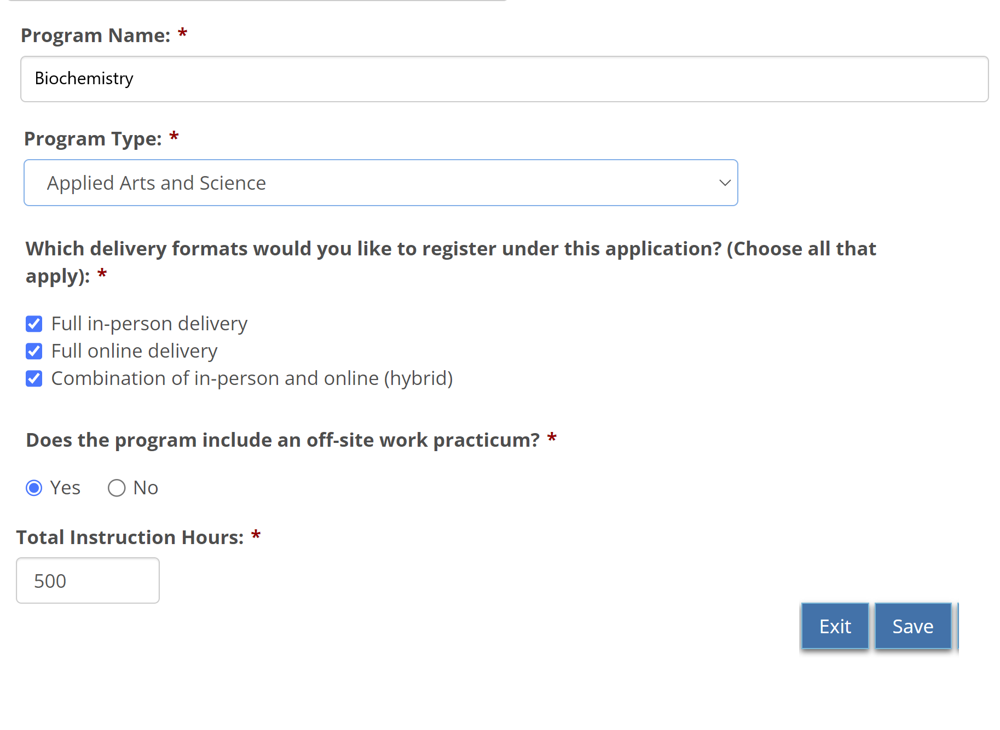 Program Name: *
Biochemistry
Program Type: *
Applied Arts and Science
Which delivery formats would you like to register under this application? (Choose all that
apply): *
Full in-person delivery
Full online delivery
Combination of in-person and online (hybrid)
Does the program include an off-site work practicum? *
Yes No
Total Instruction Hours: *
500
Exit Save